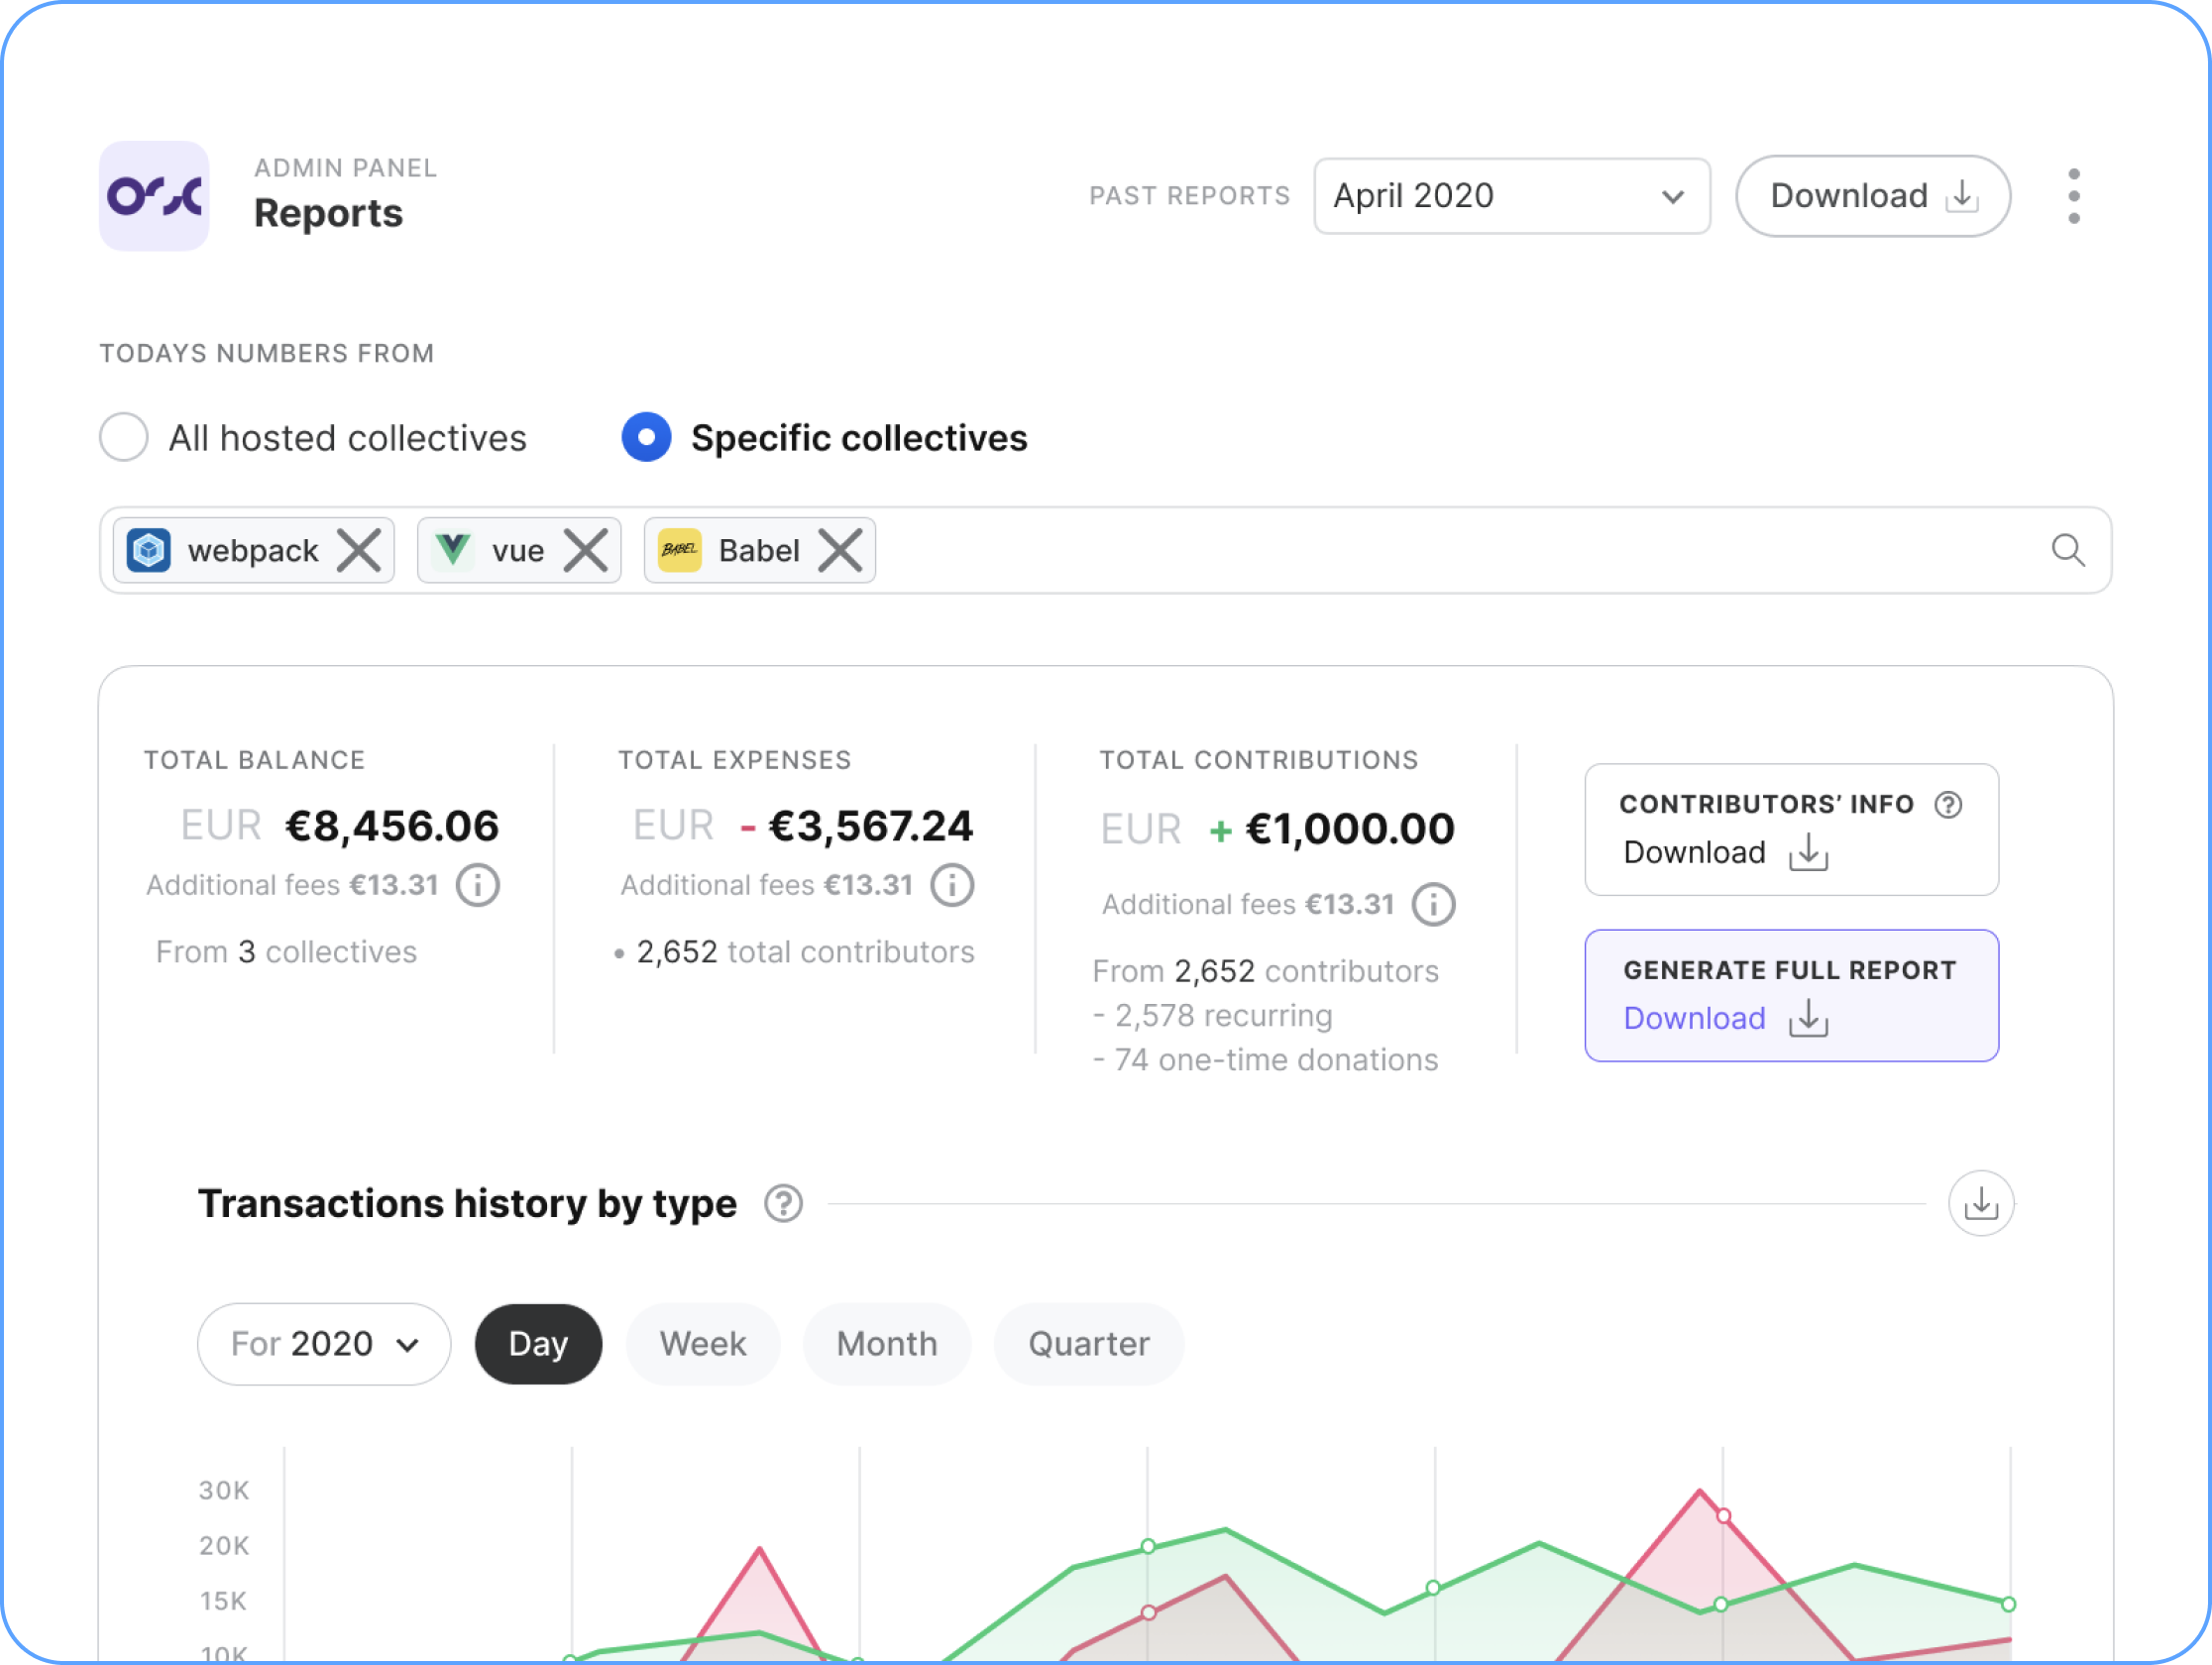 osc
ADMIN PANEL
Reports
PAST REPORTS
April 2020
Download
TODAYS NUMBERS FROM
All hosted collectives
Specific collectives
webpack
vue
BABEL
Babel
TOTAL BALANCE
EUR €8,456.06
Additional fees €13.31
From 3 collectives
TOTAL EXPENSES
EUR - €3,567.24
Additional fees €13.31
• 2,652 total contributors
TOTAL CONTRIBUTIONS
EUR + €1,000.00
Additional fees €13.31
From 2,652 contributors
- 2,578 recurring
- 74 one-time donations
CONTRIBUTORS’ INFO
Download
GENERATE FULL REPORT
Download
Transactions history by type
For 2020
Day
Week
Month
Quarter
30K
20K
15K
10K